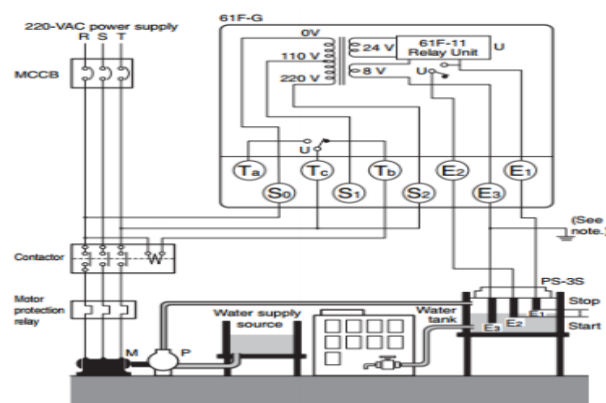 220-VAC power supply
R S T
MCCB
61F-G
0V
110 V
220 V
24 V
8 V
61F-11
Relay Unit
U
U
U
Ta Tc Tb E2 E3 E1
S0 S1 S2
(See
note.)
Contactor
PS-3S
Motor
protection
relay
Water supply
source
Water
tank
Stop
E1
E2
E3
Start
M
P